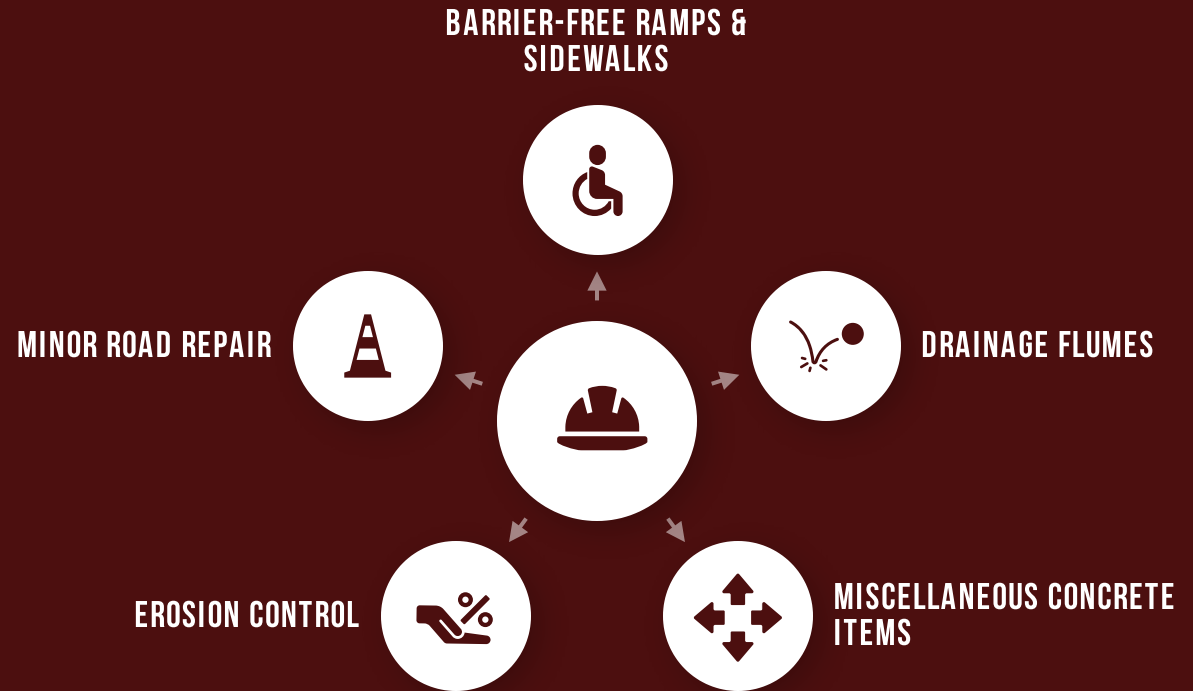 BARRIER-FREE RAMPS &
SIDEWALKS
MINOR ROAD REPAIR
DRAINAGE FLUMES
EROSION CONTROL
MISCELLANEOUS CONCRETE
ITEMS